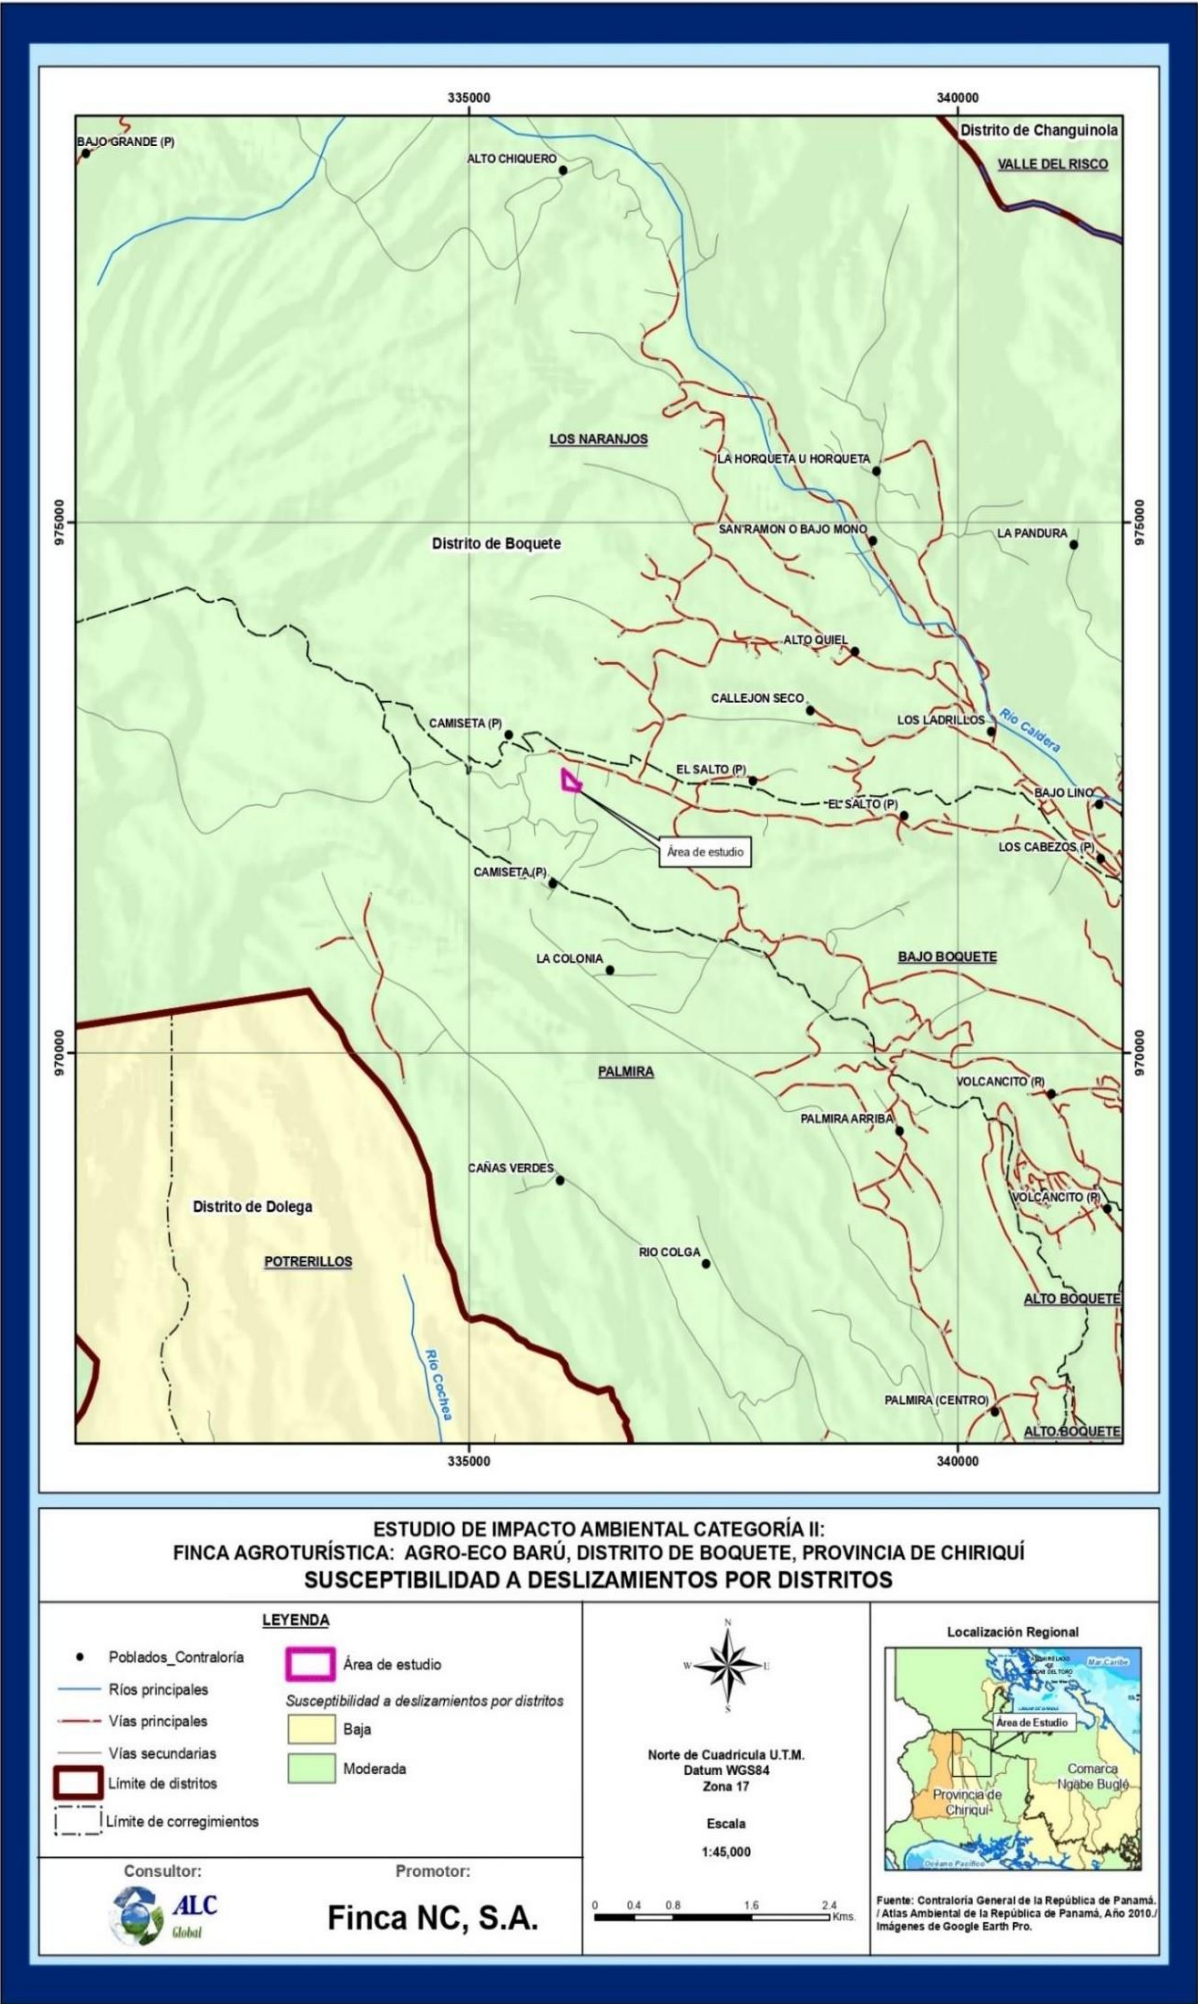 335000
340000
Distrito de Changuinola
BAJO GRANDE (P)
ALTO CHIQUERO
VALLE DEL RISCO
LOS NARANJOS
LA HORQUETA U HORQUETA
975000
975000
SAN RAMON O BAJO MONO
LA PANDURA
Distrito de Boquete
ALTO QUIEL
CALLEJON SECO
CAMISETA (P)
LOS LADRILLOS
Río Caldera
EL SALTO (P)
BAJO LINO
EL SALTO (P)
LOS CABEZOS (P)
Área de estudio
CAMISETA (P)
LA COLONIA
BAJO BOQUETE
970000
970000
PALMIRA
VOLCANCITO (P)
PALMIRA ARRIBA
CAÑAS VERDES
VOLCANCITO (P)
Distrito de Dolega
RIO COLGA
POTRERILLOS
ALTO BOQUETE
Río Cochea
PALMIRA (CENTRO)
ALTO BOQUETE
335000
340000
ESTUDIO DE IMPACTO AMBIENTAL CATEGORÍA II:
FINCA AGROTURÍSTICA: AGRO-ECO BARÚ, DISTRITO DE BOQUETE, PROVINCIA DE CHIRIQUÍ
SUSCEPTIBILIDAD A DESLIZAMIENTOS POR DISTRITOS
LEYENDA
Poblados_Contraloría
Ríos principales
Vías principales
Vías secundarias
Límite de distritos
Límite de corregimientos
Área de estudio
Susceptibilidad a deslizamientos por distritos
Baja
Moderada
Consultor:
ALC
Global
Promotor:
Finca NC, S.A.
N
W
E
S
Norte de Cuadrícula U.T.M.
Datum WGS84
Zona 17
Escala
1:45,000
0 0.4 0.8 1.6 2.4
Kms.
Localización Regional
Mar Caribe
Área de Estudio
Comarca
Ngäbe Buglé
Provincia de
Chiriquí
Océano Pacífico
Fuente: Contraloría General de la República de Panamá.
/ Atlas Ambiental de la República de Panamá, Año 2010./
Imágenes de Google Earth Pro.